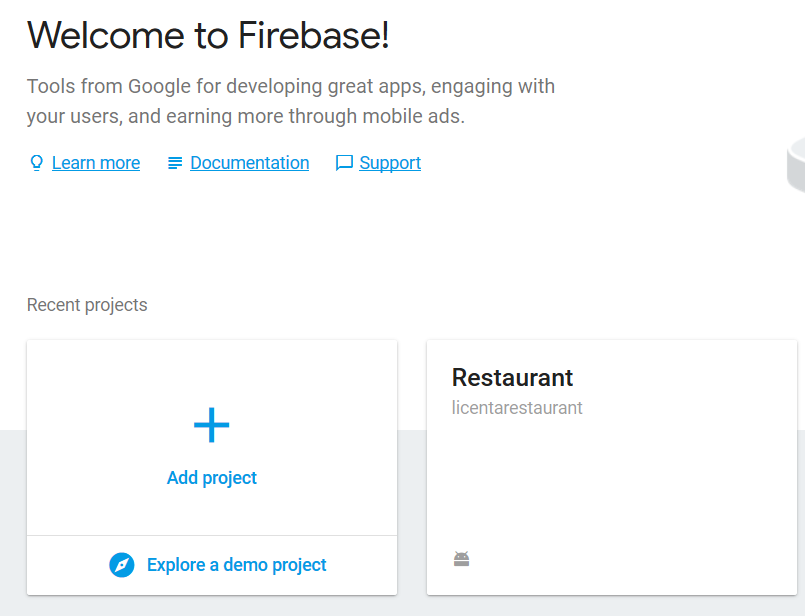 Welcome to Firebase!
Tools from Google for developing great apps, engaging with
your users, and earning more through mobile ads.
Learn more Documentation Support
Recent projects
Add project
Explore a demo project
Restaurant
licentarestaurant